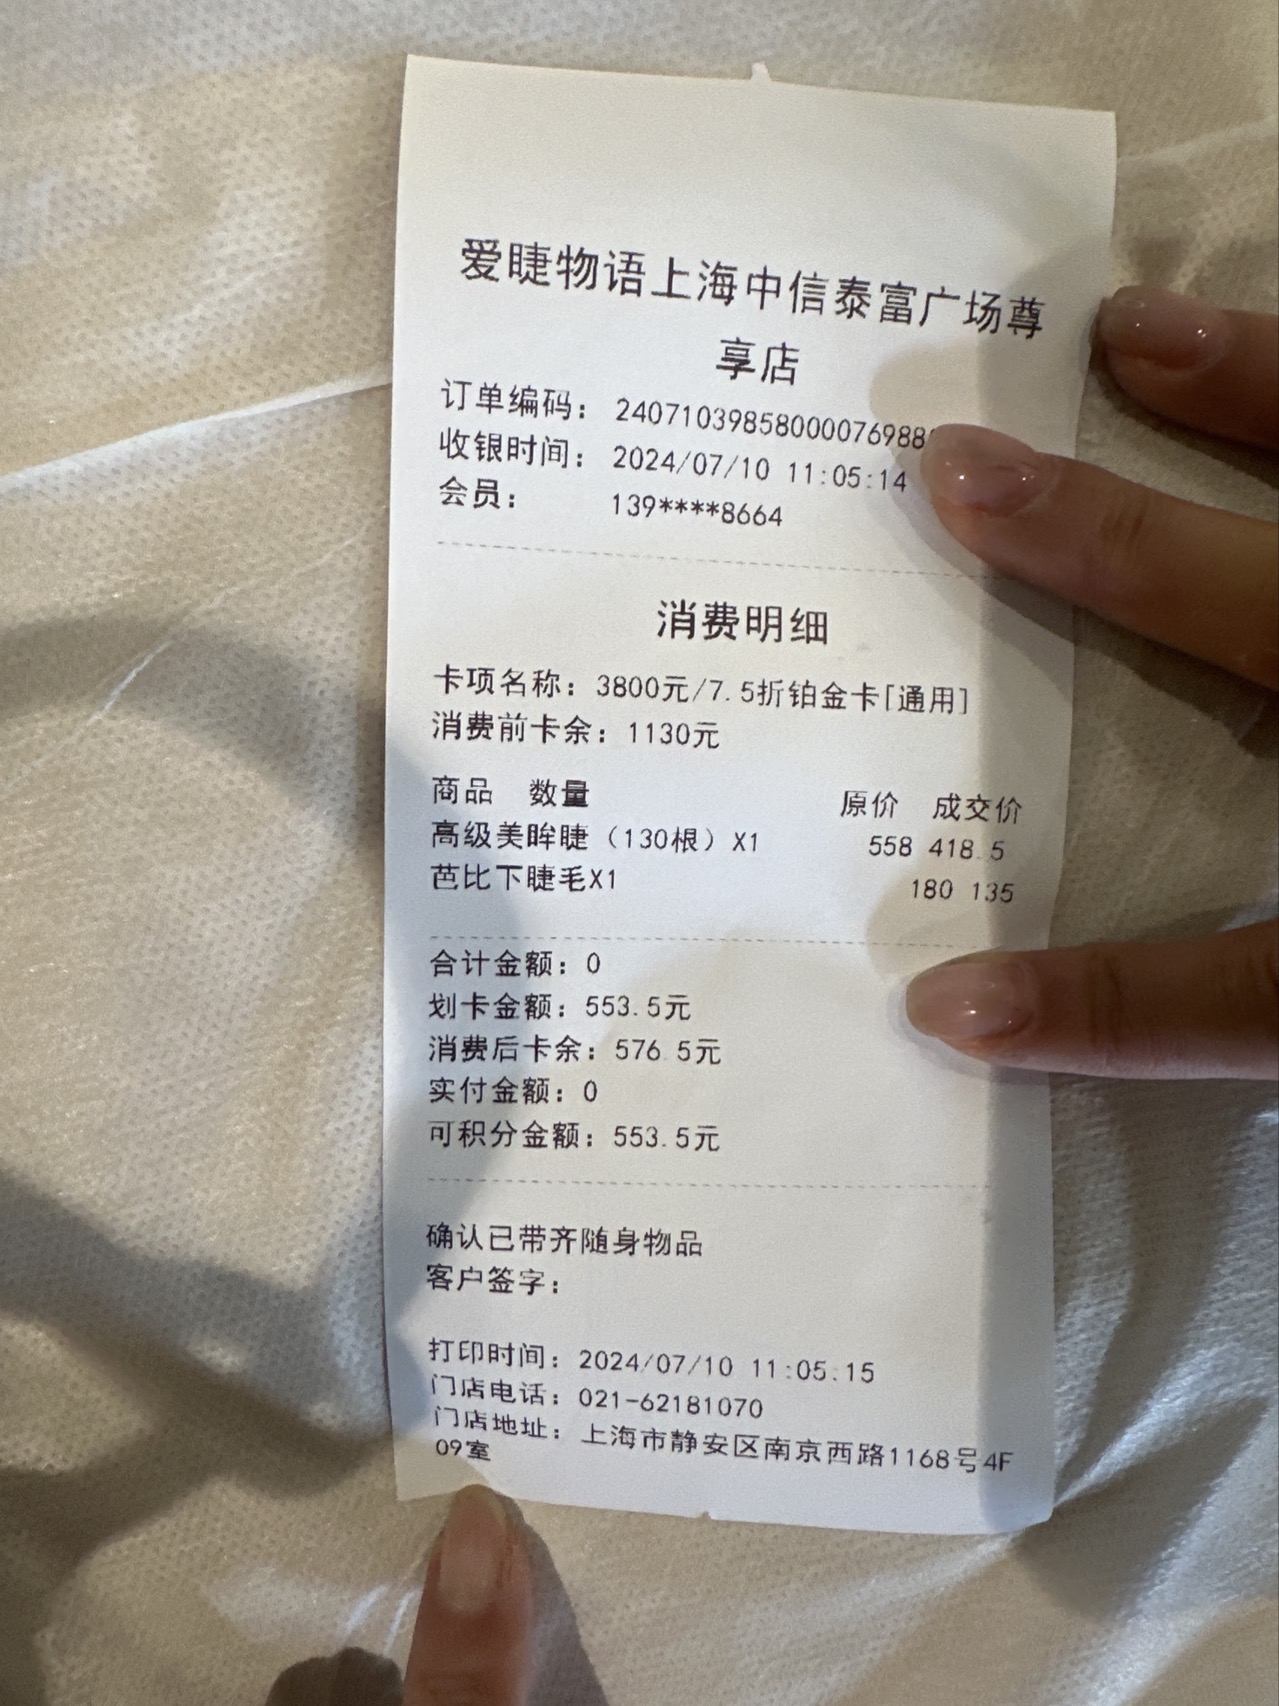 爱睫物语上海中信泰富广场尊
享店
订单编码： 24071039858000076988
收银时间： 2024/07/10 11:05:14
会员： 139****8664
消费明细
卡项名称：3800元/7.5折铂金卡[通用]
消费前卡余：1130元
商品 数量 原价 成交价
高级美眸睫（130根）X1 558 418.5
芭比下睫毛X1 180 135
合计金额：0
划卡金额：553.5元
消费后卡余：576.5元
实付金额：0
可积分金额：553.5元
确认已带齐随身物品
客户签字：
打印时间：2024/07/10 11:05:15
门店电话：021-62181070
门店地址：上海市静安区南京西路1168号4F
09室